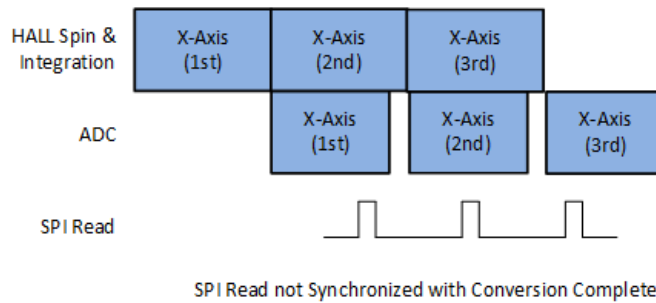 HALL Spin &
Integration
X-Axis
(1st)
X-Axis
(2nd)
X-Axis
(3rd)
ADC
X-Axis
(1st)
X-Axis
(2nd)
X-Axis
(3rd)
SPI Read
SPI Read not Synchronized with Conversion Complete